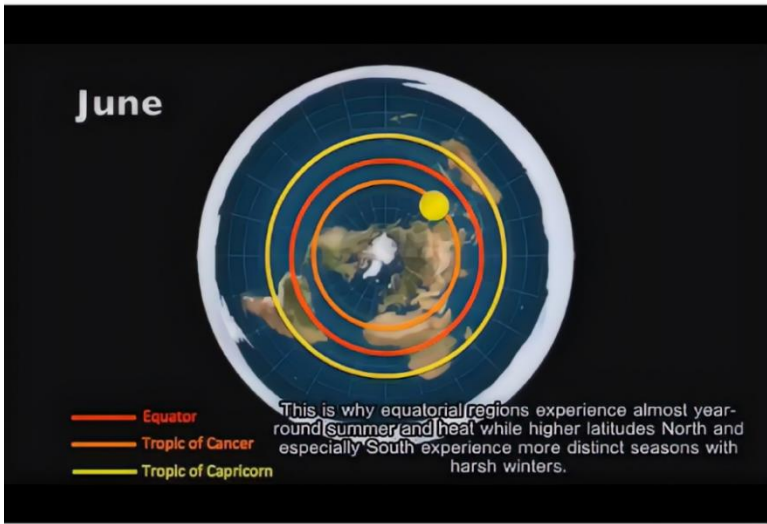 June
Equator
Tropic of Cancer
Tropic of Capricorn
This is why equatorial regions experience almost year-
round summer and heat while higher latitudes North and
especially South experience more distinct seasons with
harsh winters.